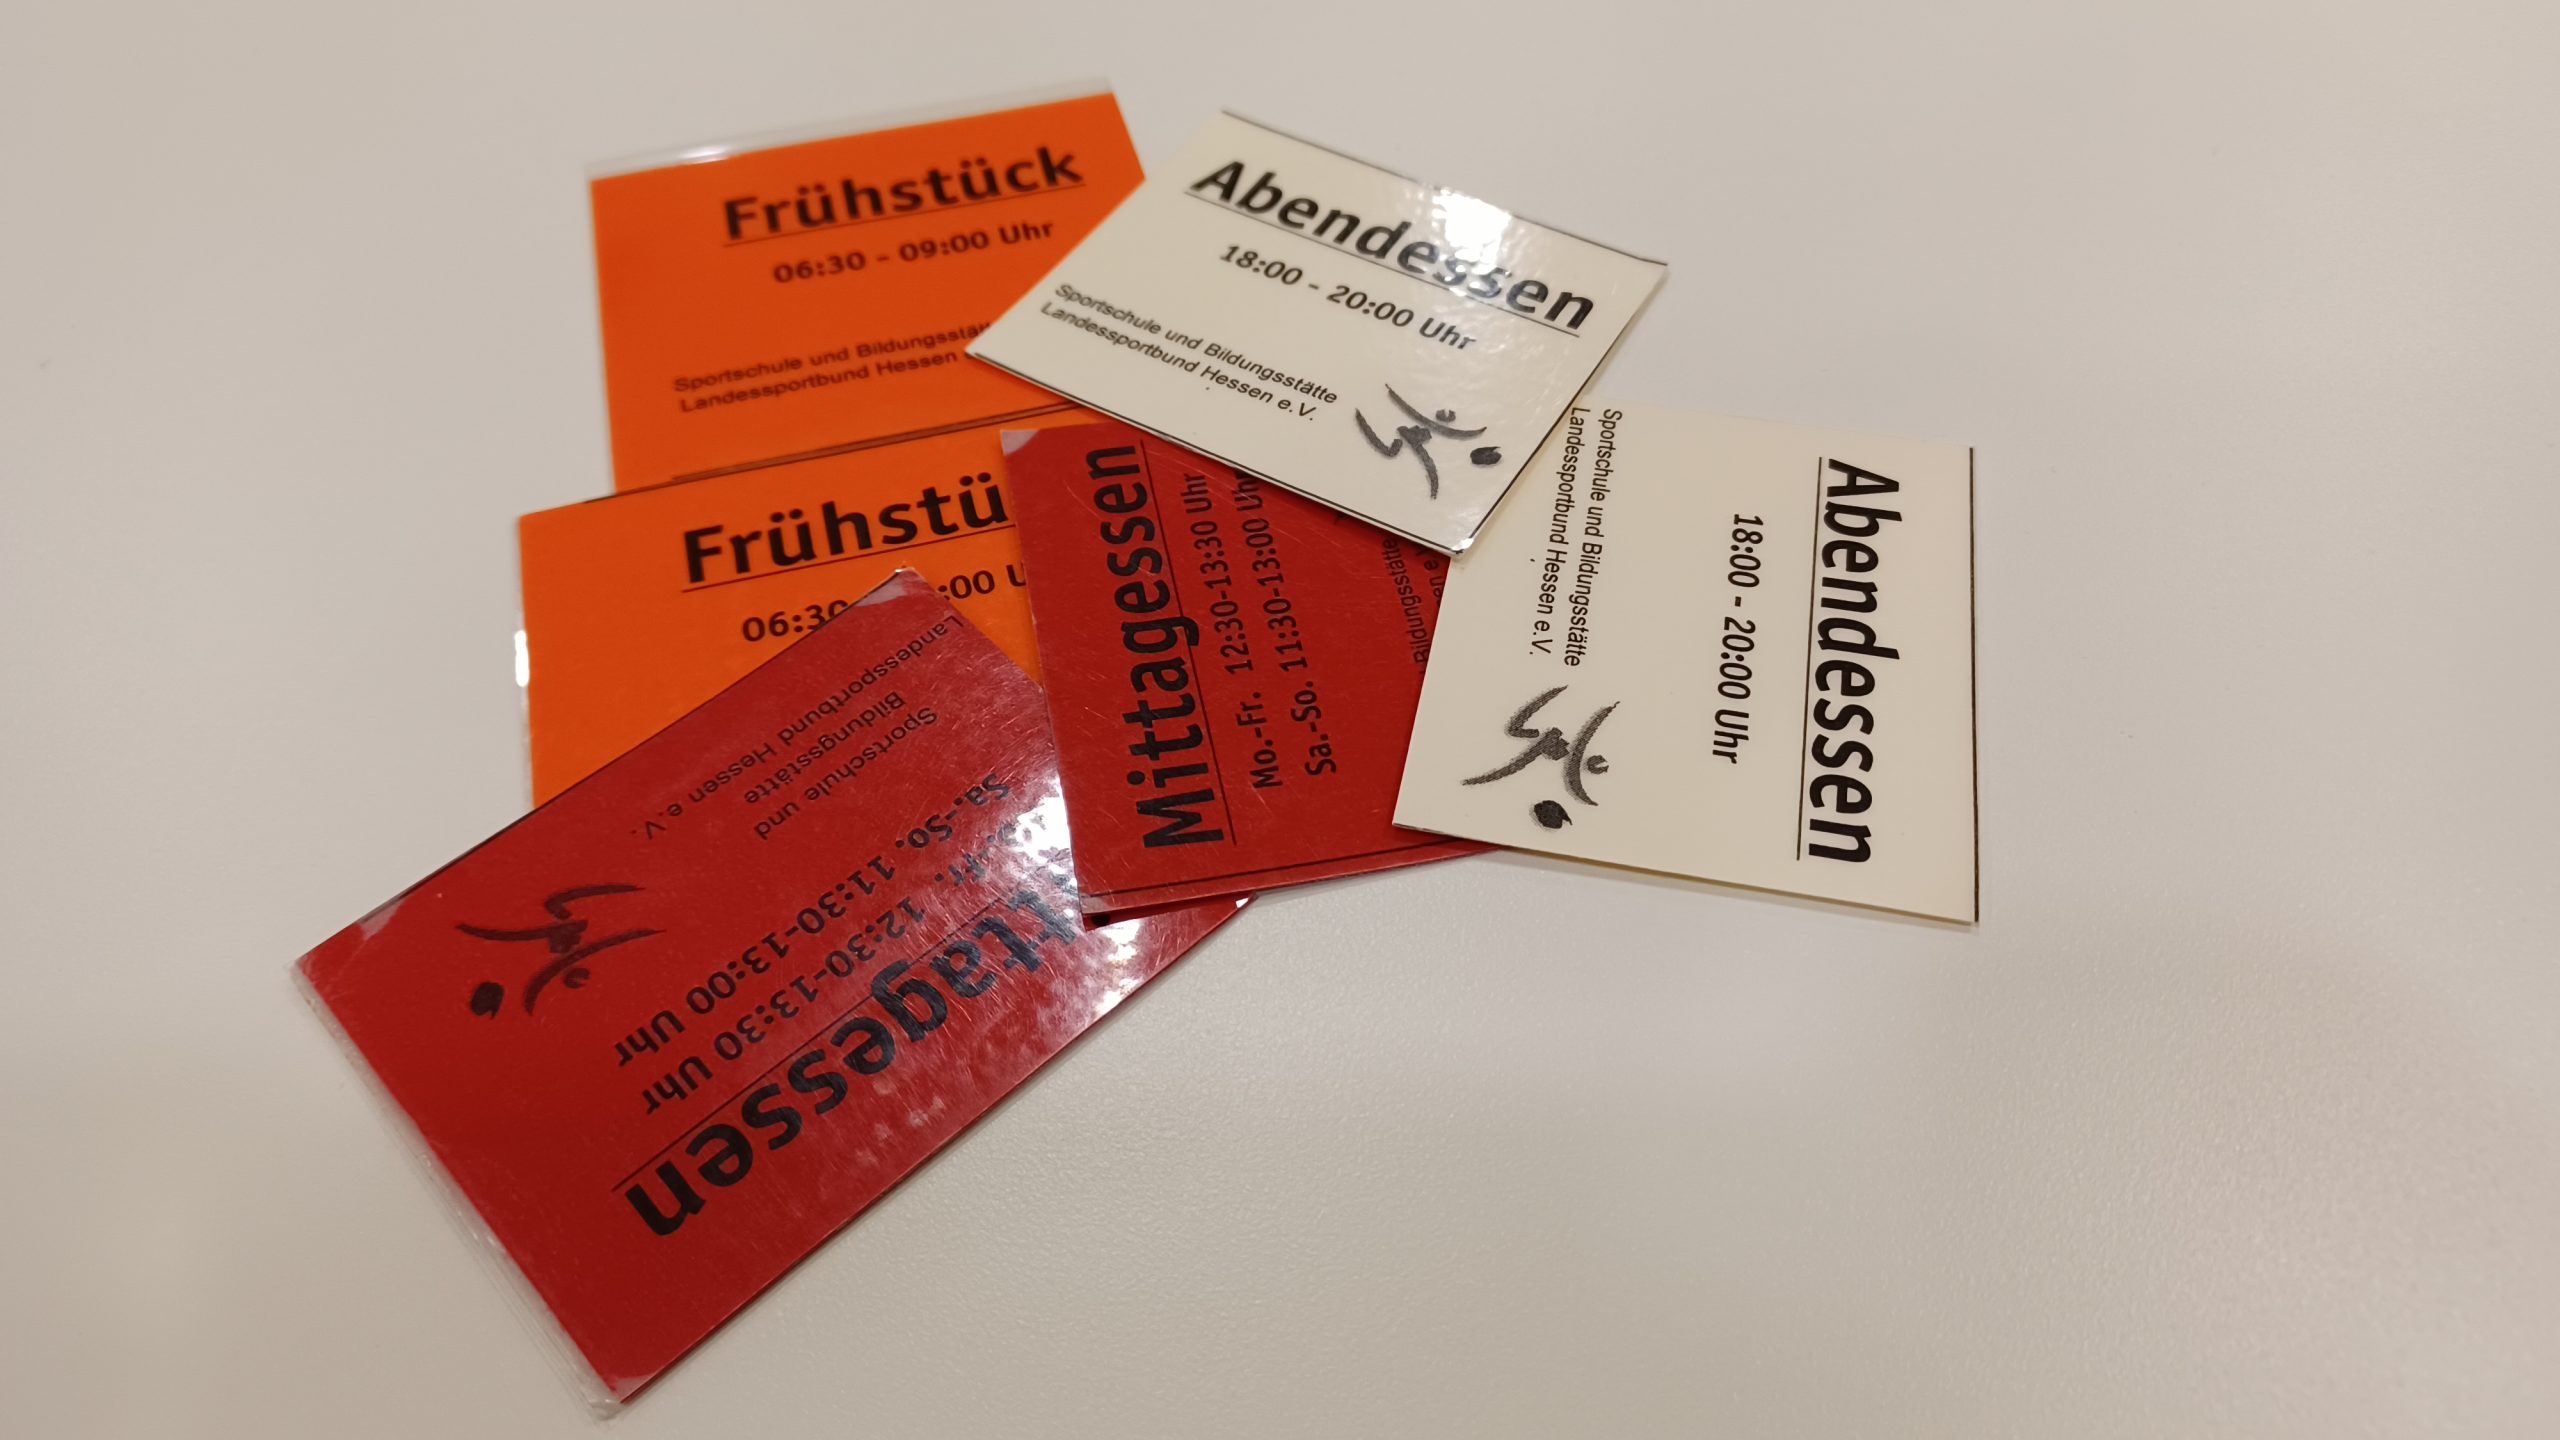 Frühstück
06:30 - 09:00 Uhr
Sportschule und
Landessportbund Hessen
Abendessen
18:00 - 20:00 Uhr
Sportschule und Bildungsstätte
Landessportbund Hessen e.V.
06:30
:00
Mittagessen
Mo.-Fr. 12:30-13:30 Uhr
Sa.-So. 11:30-13:00 Uhr
Bildungsstätte
Abendessen
18:00 - 20:00 Uhr
Sportschule und Bildungsstätte
Landessportbund Hessen e.V.
12:30-13:30 Uhr
Sa.-So. 11:30-13:00 Uhr
Sportschule und
Bildungsstätte
Landessportbund Hessen e.V.